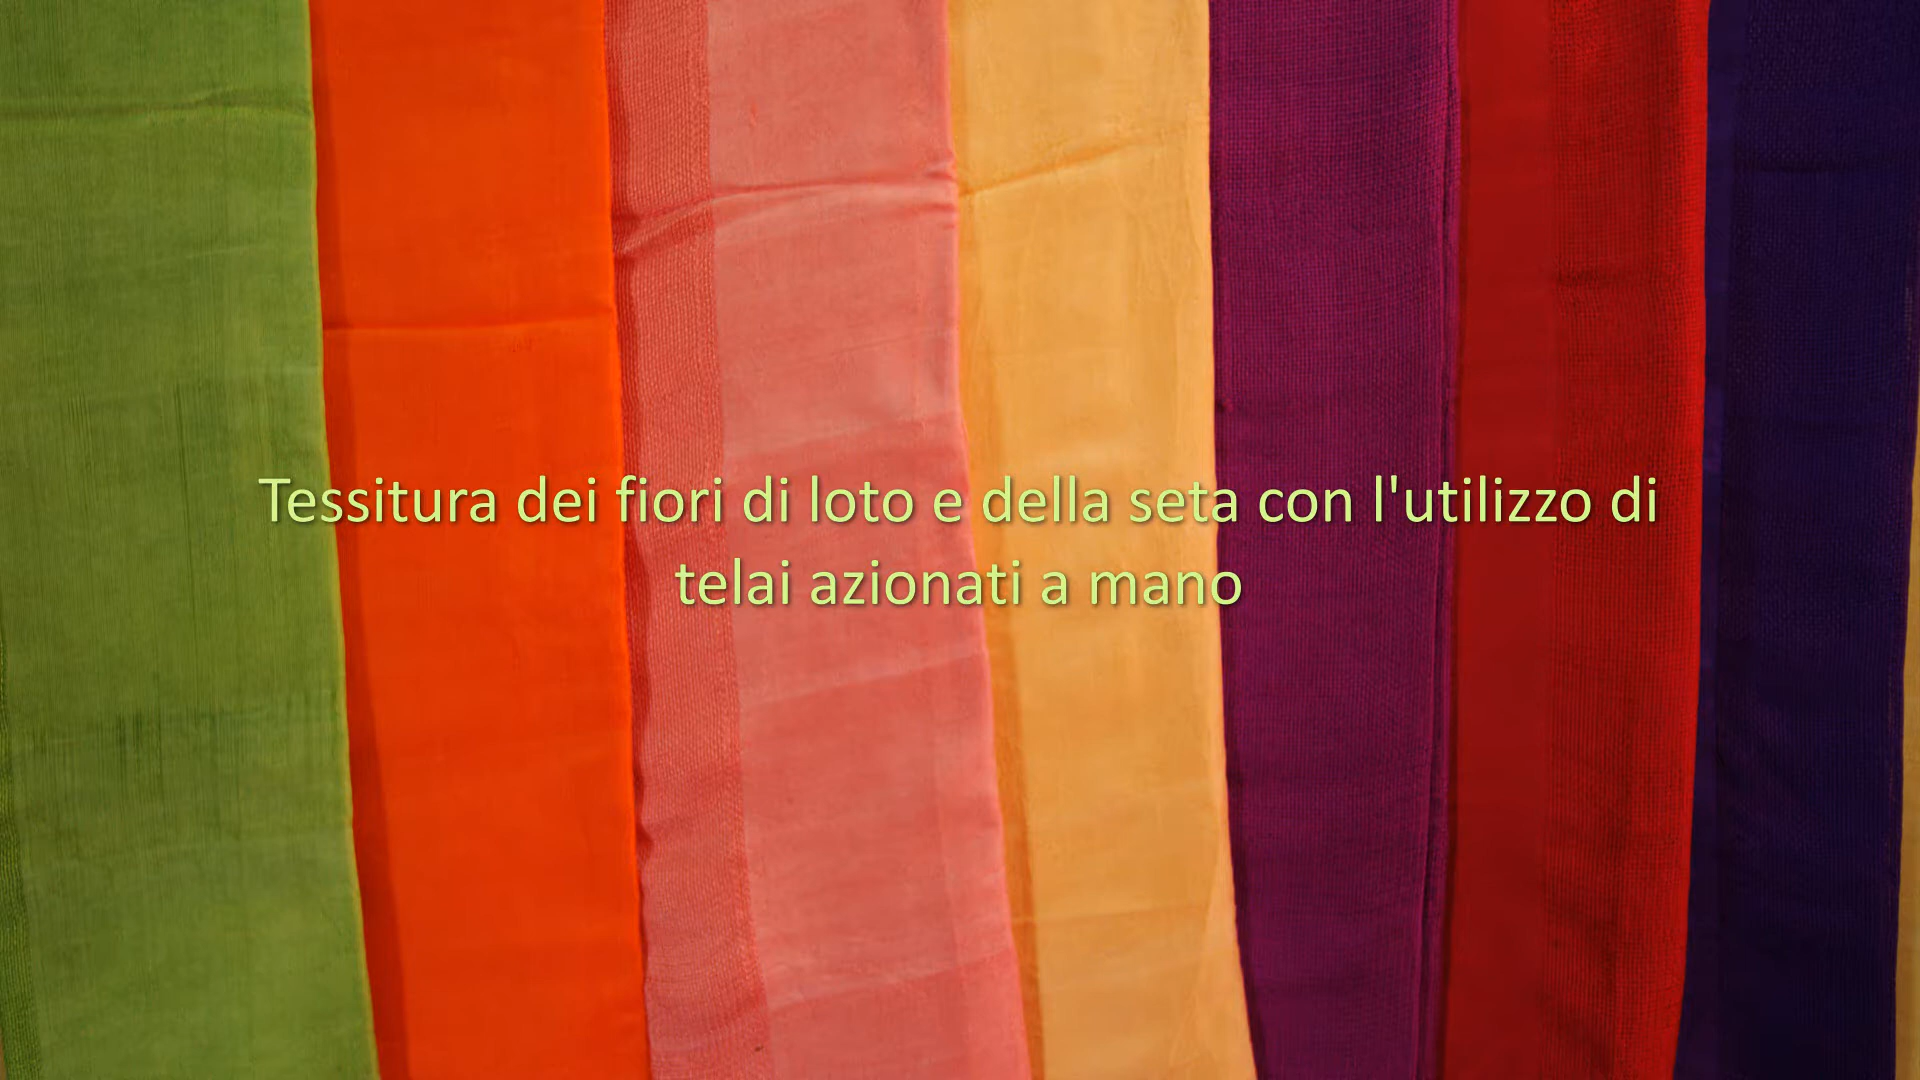 Tessitura dei fiori di loto e della seta con l'utilizzo di
telai azionati a mano